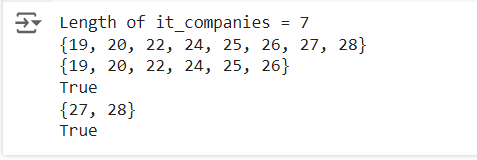 Length of it_companies = 7
{19, 20, 22, 24, 25, 26, 27, 28}
{19, 20, 22, 24, 25, 26}
True
{27, 28}
True